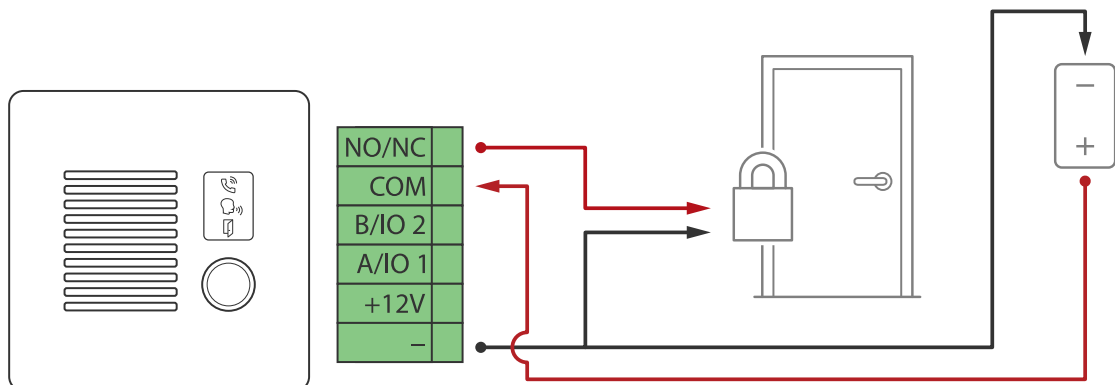 NO/NC
COM
B/IO 2
A/IO 1
+12V
–
–
+